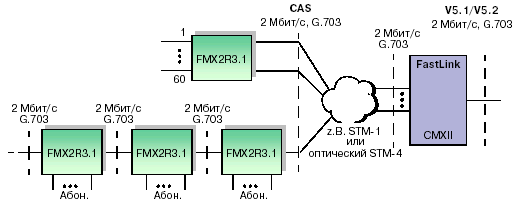 CAS
V5.1/V5.2
2 Мбит/с, G.703
2 Мбит/с, G.703
2 Мбит/с
G.703
1
60
FMX2R3.1
FastLink
CMXII
z.B. STM-1
или
оптический STM-4
2 Мбит/с
G.703
2 Мбит/с
G.703
2 Мбит/с
G.703
FMX2R3.1
FMX2R3.1
FMX2R3.1
Абон.
Абон.
Абон.